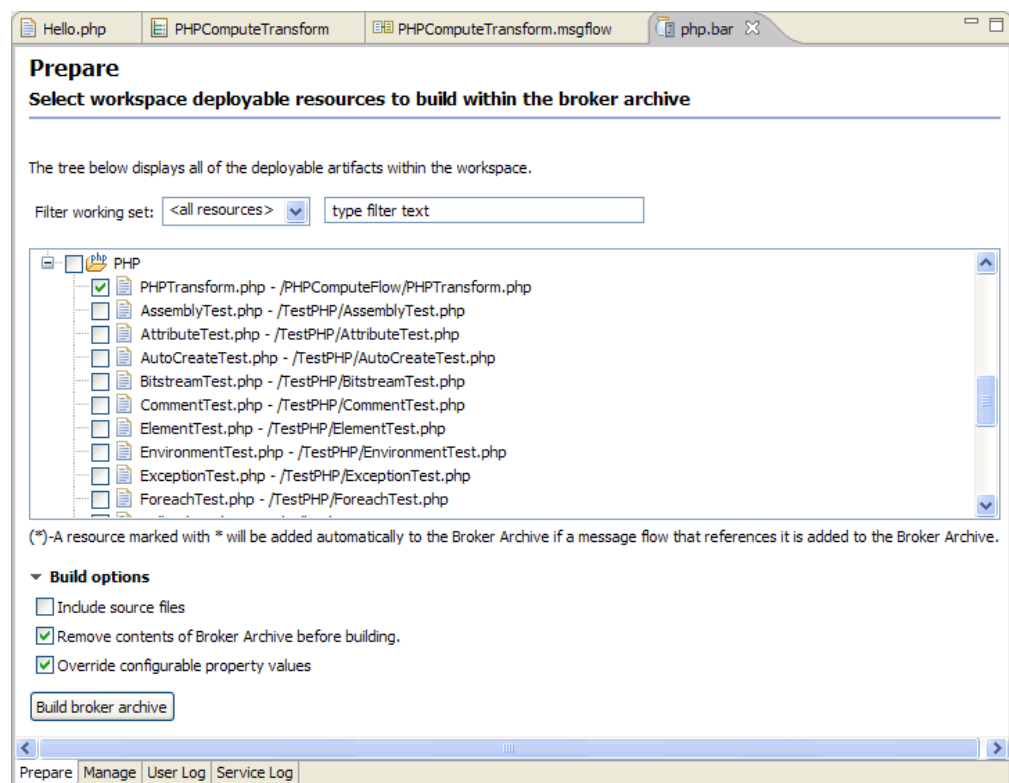 Hello.php PHPComputeTransform PHPComputeTransform.msgflow php.bar
Prepare
Select workspace deployable resources to build within the broker archive
The tree below displays all of the deployable artifacts within the workspace.
Filter working set: <all resources> type filter text
php PHP
PHPTransform.php - /PHPComputeFlow/PHPTransform.php
AssemblyTest.php - /TestPHP/AssemblyTest.php
AttributeTest.php - /TestPHP/AttributeTest.php
AutoCreateTest.php - /TestPHP/AutoCreateTest.php
BitstreamTest.php - /TestPHP/BitstreamTest.php
CommentTest.php - /TestPHP/CommentTest.php
ElementTest.php - /TestPHP/ElementTest.php
EnvironmentTest.php - /TestPHP/EnvironmentTest.php
ExceptionTest.php - /TestPHP/ExceptionTest.php
ForeachTest.php - /TestPHP/ForeachTest.php
(*)-A resource marked with * will be added automatically to the Broker Archive if a message flow that references it is added to the Broker Archive.
Build options
Include source files
Remove contents of Broker Archive before building.
Override configurable property values
Build broker archive
Prepare Manage User Log Service Log